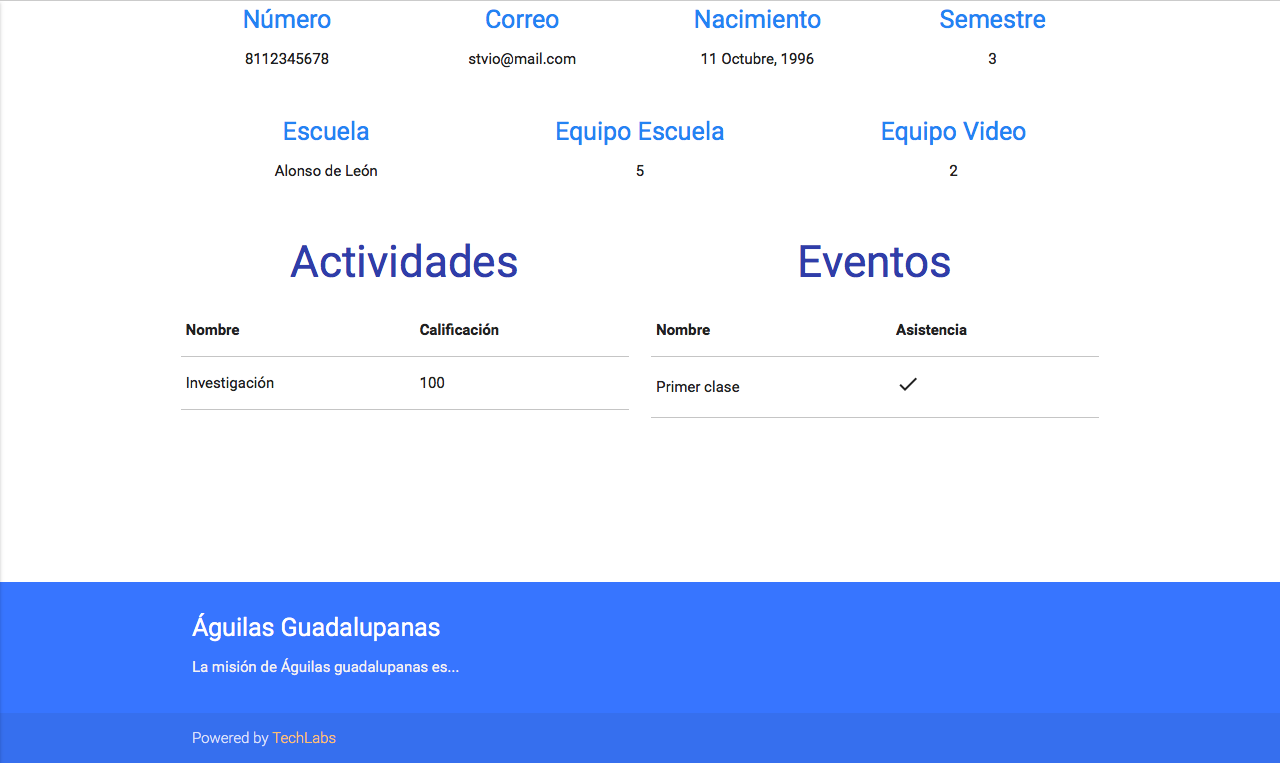 Número Correo Nacimiento Semestre
8112345678 stvio@mail.com 11 Octubre, 1996 3
Escuela Equipo Escuela Equipo Video
Alonso de León 5 2
Actividades Eventos
Nombre Calificación Nombre Asistencia
Investigación 100 Primer clase ✓
Águilas Guadalupanas
La misión de Águilas guadalupanas es...
Powered by TechLabs